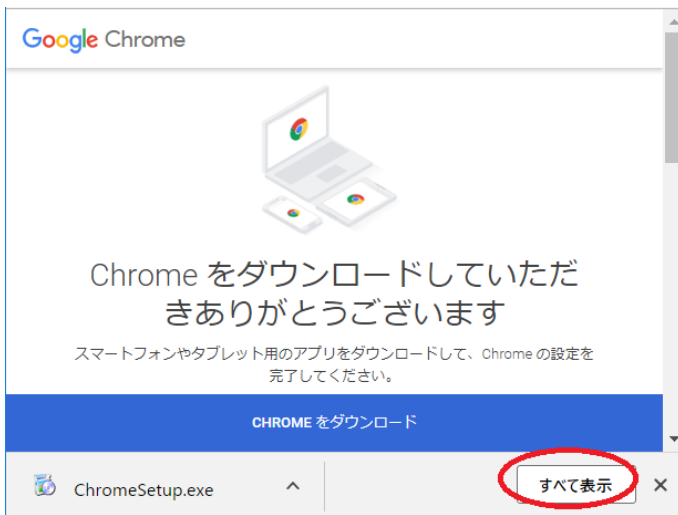 Google Chrome
Chrome をダウンロードしていただ
きありがとうございます
スマートフォンやタブレット用のアプリをダウンロードして、Chrome の設定を
完了してください。
CHROME をダウンロード
ChromeSetup.exe
すべて表示